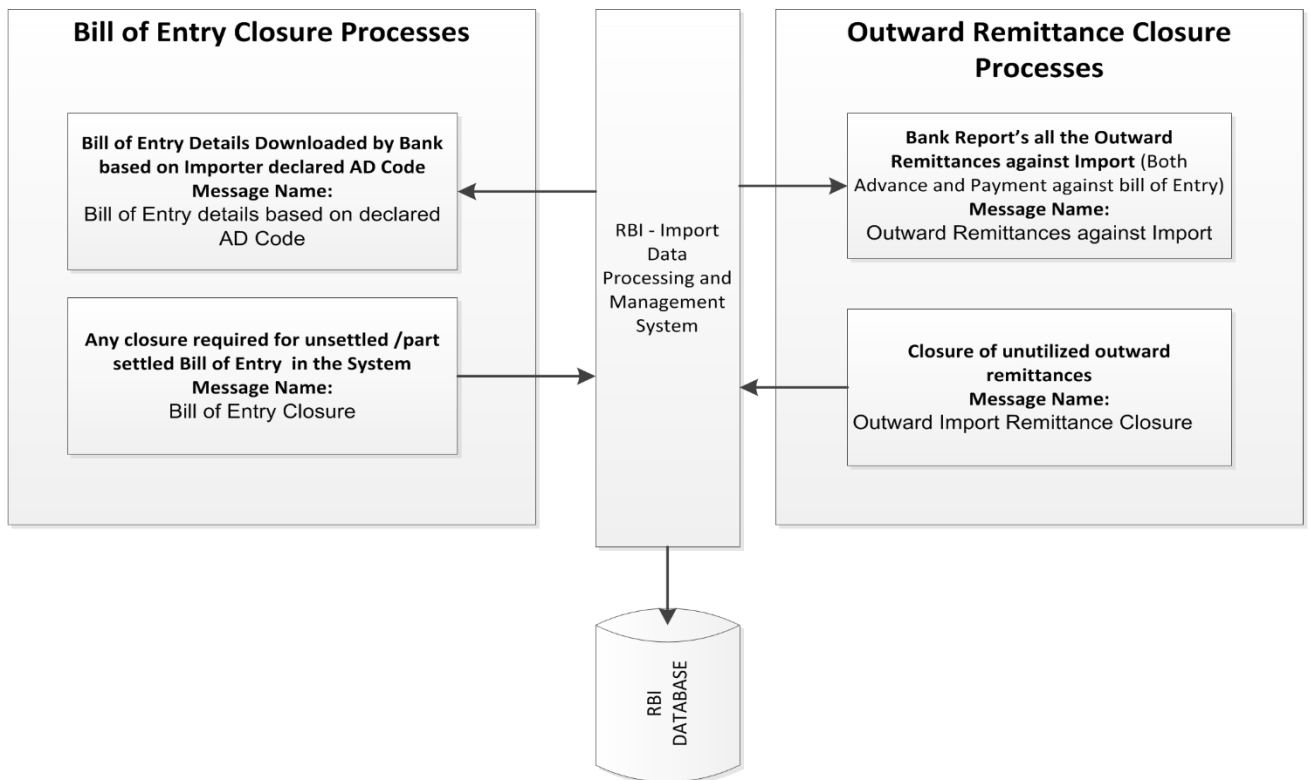 Bill of Entry Closure Processes
Bill of Entry Details Downloaded by Bank
based on Importer declared AD Code
Message Name:
Bill of Entry details based on declared
AD Code
Any closure required for unsettled /part
settled Bill of Entry in the System
Message Name:
Bill of Entry Closure
RBI - Import
Data
Processing and
Management
System
Outward Remittance Closure
Processes
Bank Report's all the Outward
Remittances against Import (Both
Advance and Payment against bill of Entry)
Message Name:
Outward Remittances against Import
Closure of unutilized outward
remittances
Message Name:
Outward Import Remittance Closure
RBI
DATABASE